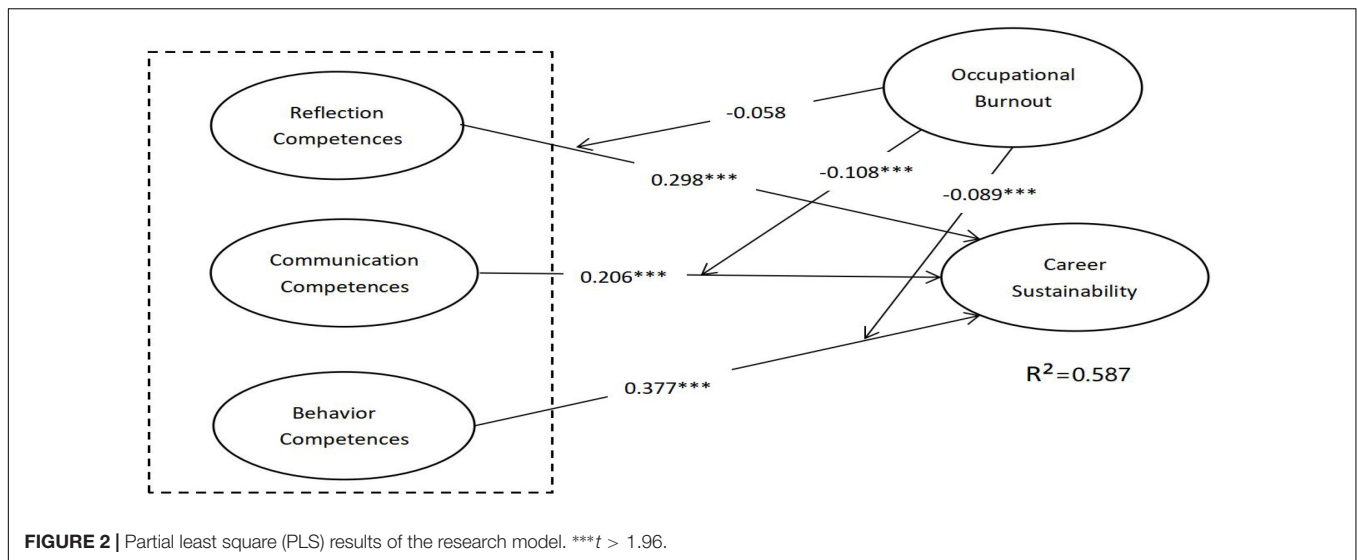 Occupational
Burnout
Reflection
Competences
-0.058
0.298***
-0.108***
-0.089***
Communication
Competences
0.206***
Career
Sustainability
R²=0.587
0.377***
Behavior
Competences
FIGURE 2 | Partial least square (PLS) results of the research model. ***t > 1.96.